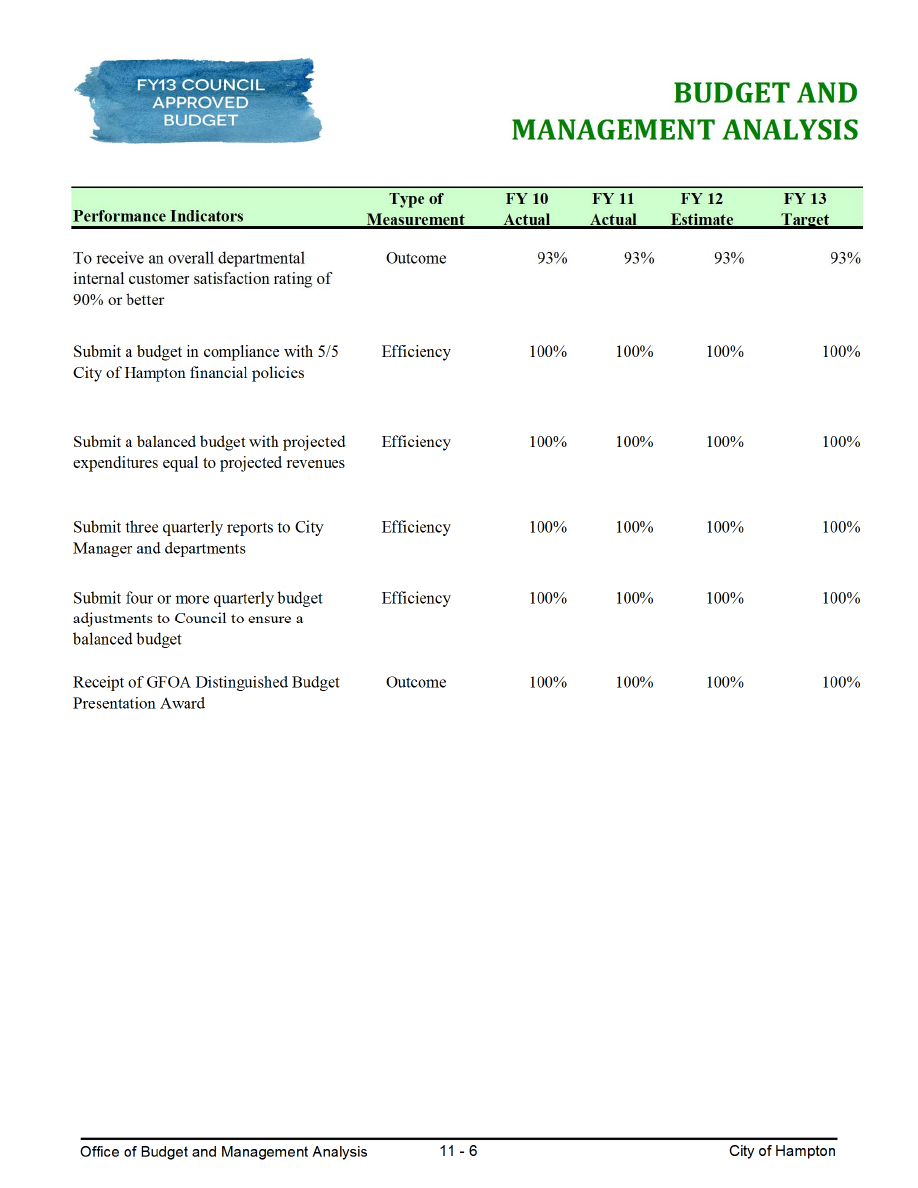 FY13 COUNCIL
APPROVED
BUDGET
BUDGET AND
MANAGEMENT ANALYSIS
Performance Indicators Type of Measurement FY 10 Actual FY 11 Actual FY 12 Estimate FY 13 Target
To receive an overall departmental Outcome 93% 93% 93% 93%
internal customer satisfaction rating of
90% or better
Submit a budget in compliance with 5/5 Efficiency 100% 100% 100% 100%
City of Hampton financial policies
Submit a balanced budget with projected Efficiency 100% 100% 100% 100%
expenditures equal to projected revenues
Submit three quarterly reports to City Efficiency 100% 100% 100% 100%
Manager and departments
Submit four or more quarterly budget Efficiency 100% 100% 100% 100%
adjustments to Council to ensure a
balanced budget
Receipt of GFOA Distinguished Budget Outcome 100% 100% 100% 100%
Presentation Award
Office of Budget and Management Analysis 11 - 6 City of Hampton